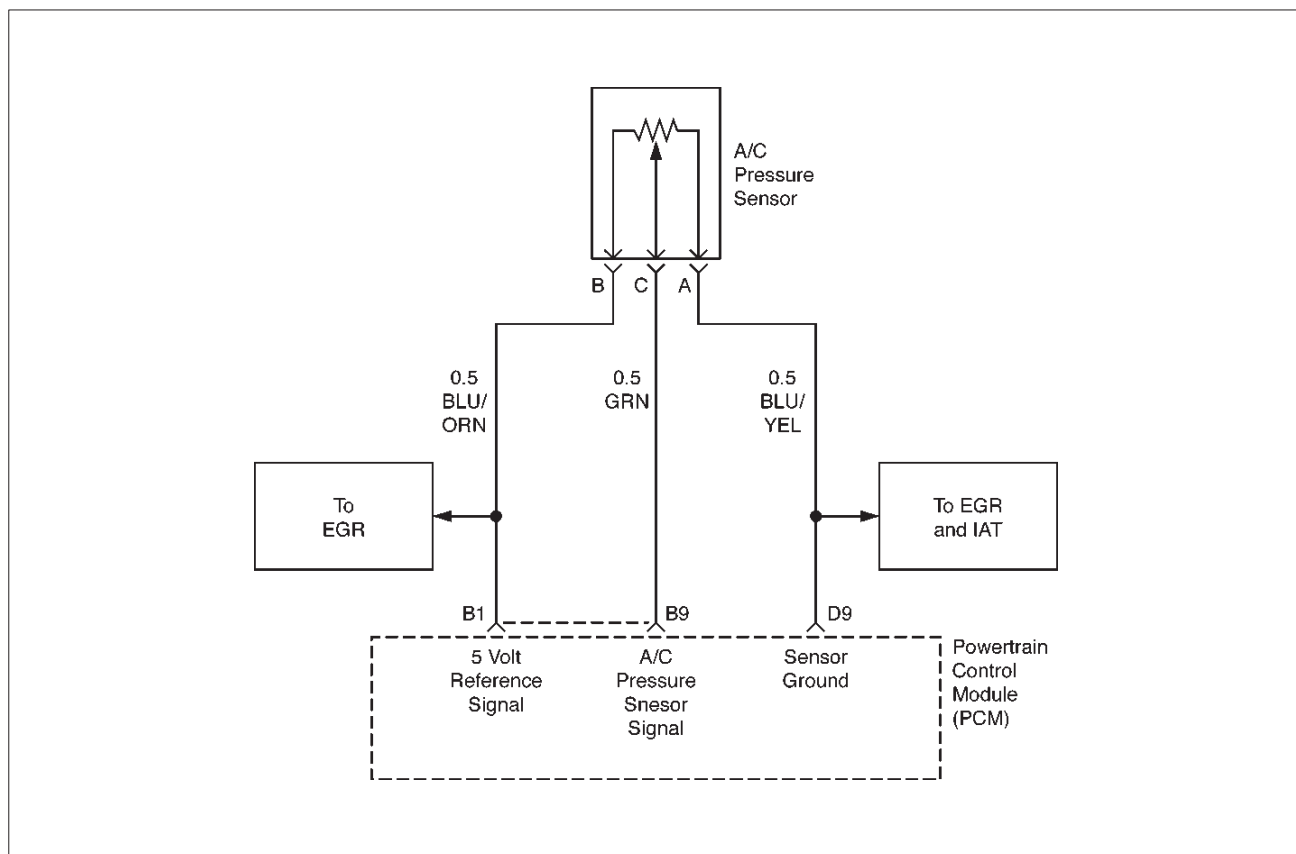 A/C
Pressure
Sensor
B
C
A
0.5
BLU/
ORN
0.5
GRN
0.5
BLU/
YEL
To
EGR
To EGR
and IAT
B1
B9
D9
5 Volt
Reference
Signal
A/C
Pressure
Snesor
Signal
Sensor
Ground
Powertrain
Control
Module
(PCM)